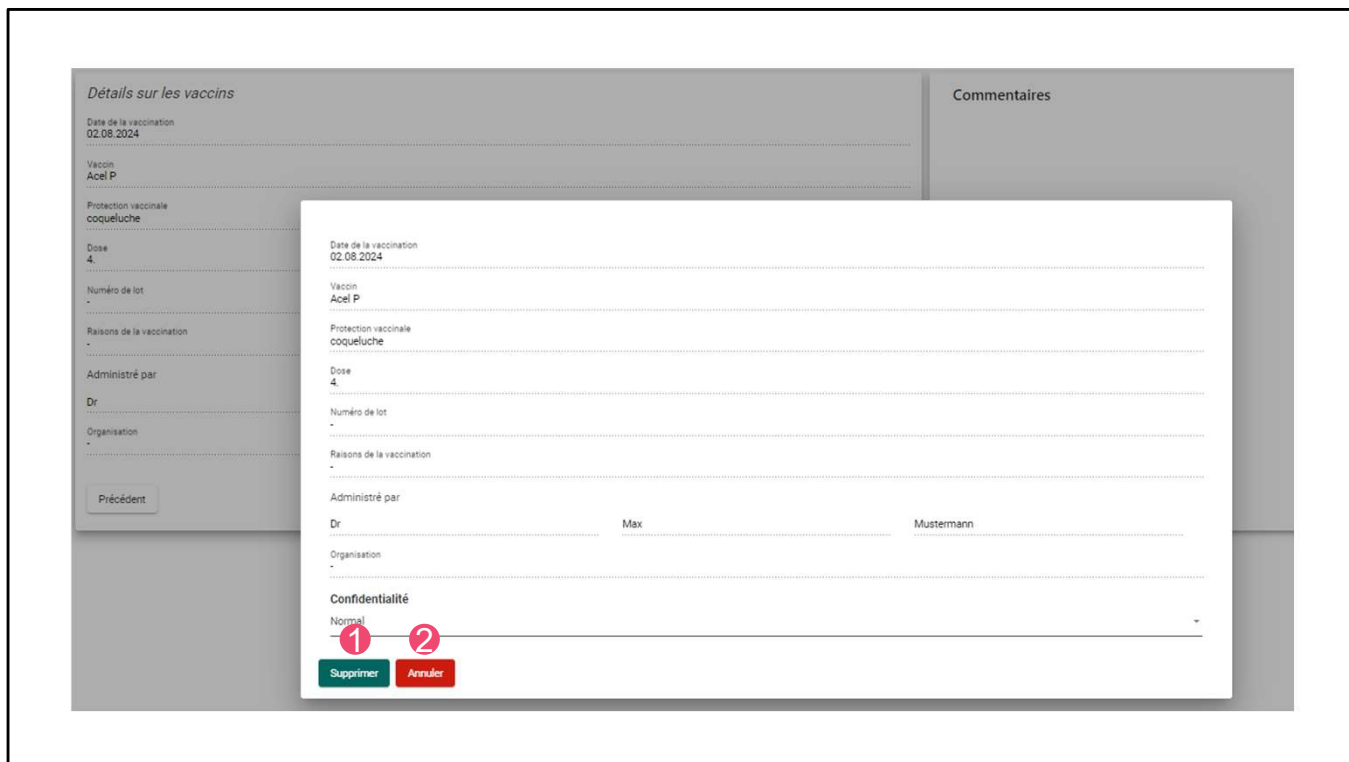 Détails sur les vaccins
Date de la vaccination
02.08.2024
Vaccin
Acel P
Protection vaccinale
coqueluche
Dose
4.
Numéro de lot
-
Raisons de la vaccination
-
Administré par
Dr
Organisation
-
Précédent
Commentaires
Date de la vaccination
02.08.2024
Vaccin
Acel P
Protection vaccinale
coqueluche
Dose
4.
Numéro de lot
-
Raisons de la vaccination
-
Administré par
Dr Max Mustermann
Organisation
-
Confidentialité
Normal
1 2
Supprimer Annuler